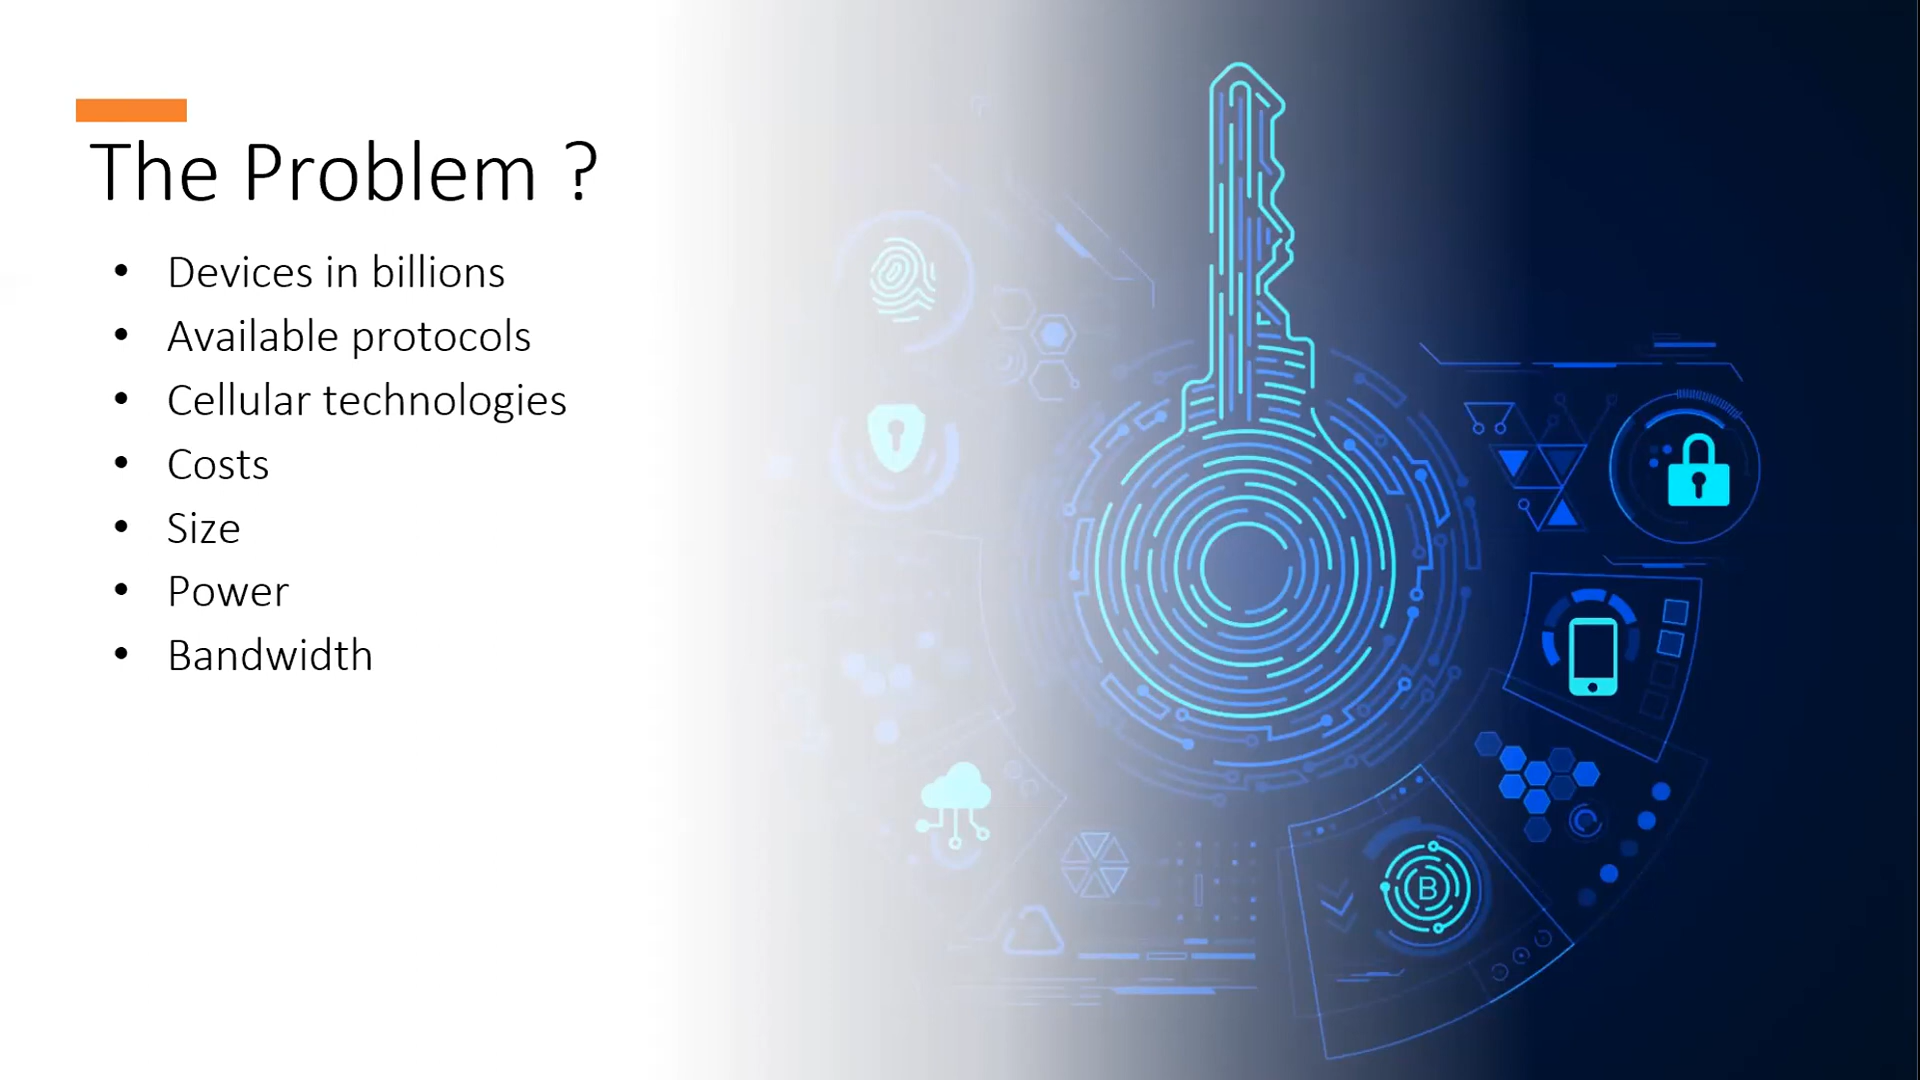 The Problem ?
• Devices in billions
• Available protocols
• Cellular technologies
• Costs
• Size
• Power
• Bandwidth
B